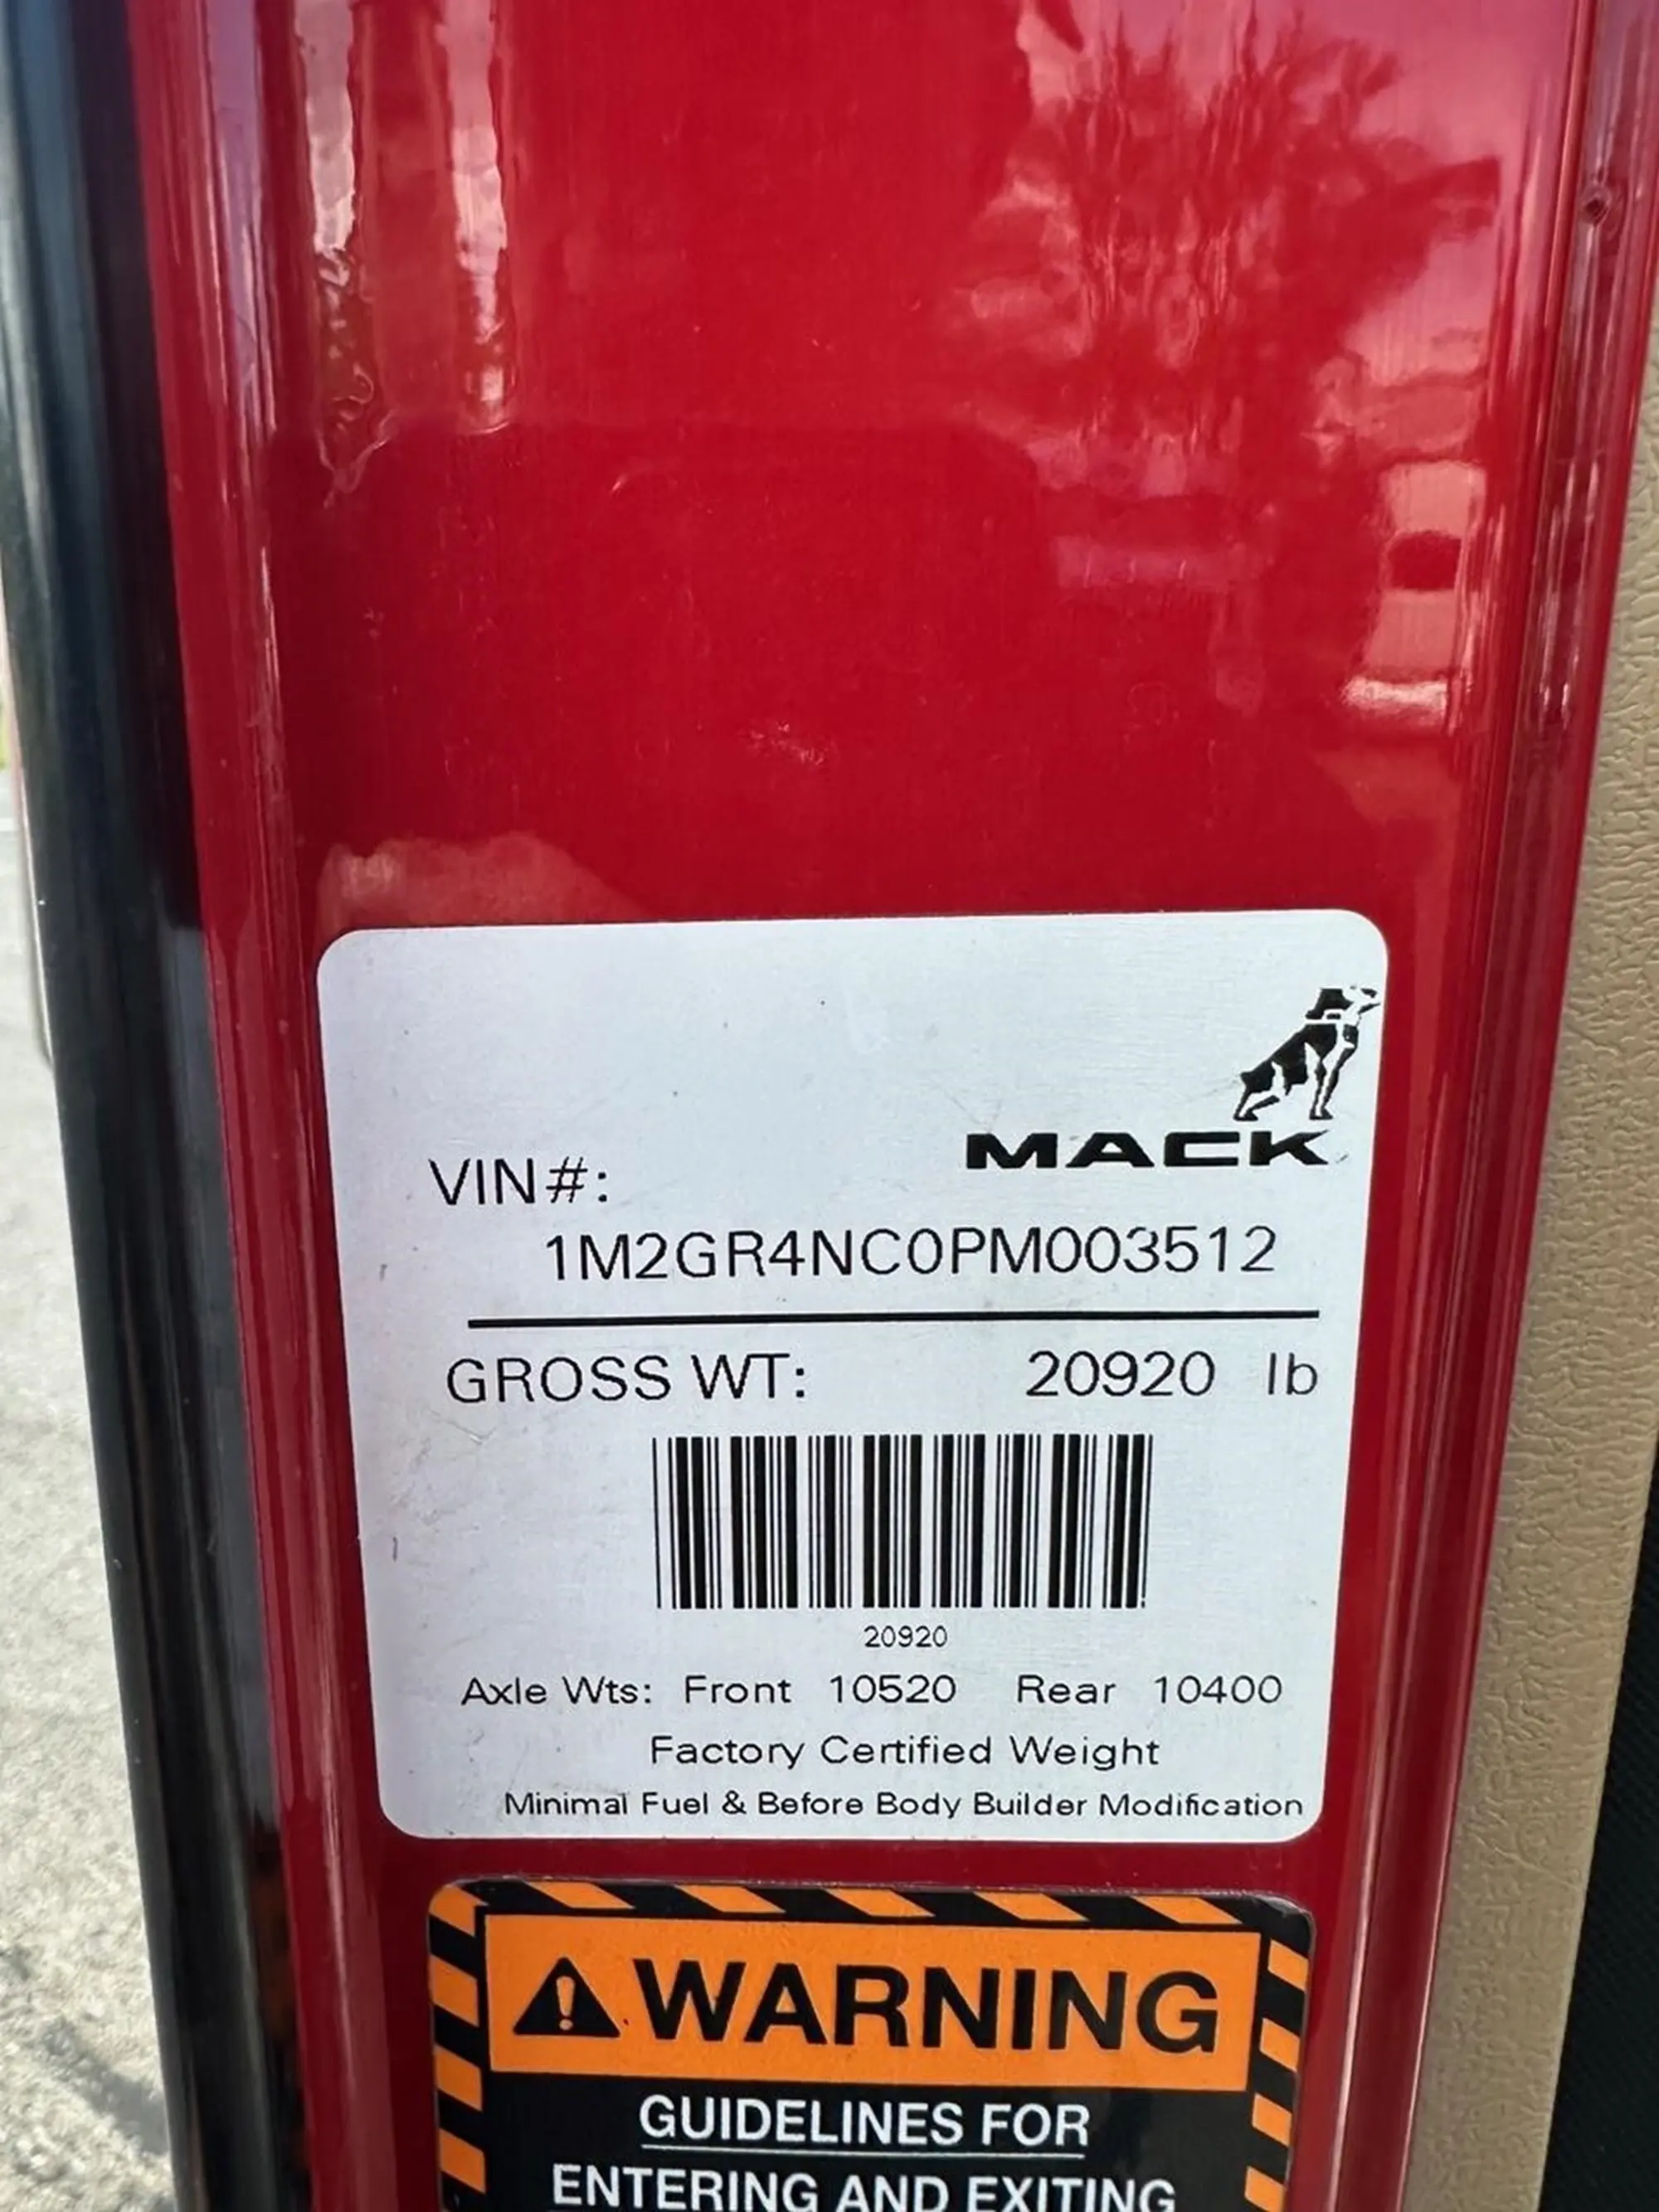 MACK
VIN#:
1M2GR4NC0PM003512
GROSS WT: 20920 lb
20920
Axle Wts: Front 10520 Rear 10400
Factory Certified Weight
Minimal Fuel & Before Body Builder Modification
WARNING
GUIDELINES FOR
ENTERING AND EXITING